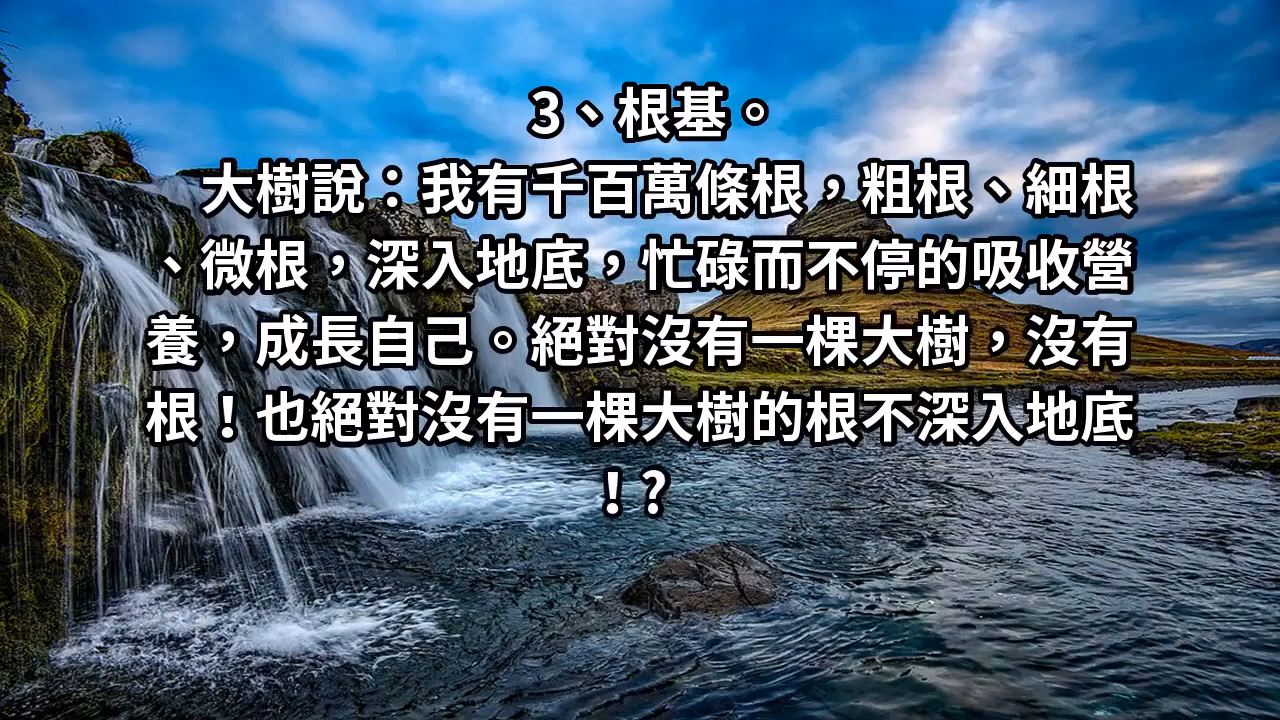 3、根基。
大樹說：我有千百萬條根，粗根、細根
、微根，深入地底，忙碌而不停的吸收營
養，成長自己。絕對沒有一棵大樹，沒有
根！也絕對沒有一棵大樹的根不深入地底
！?